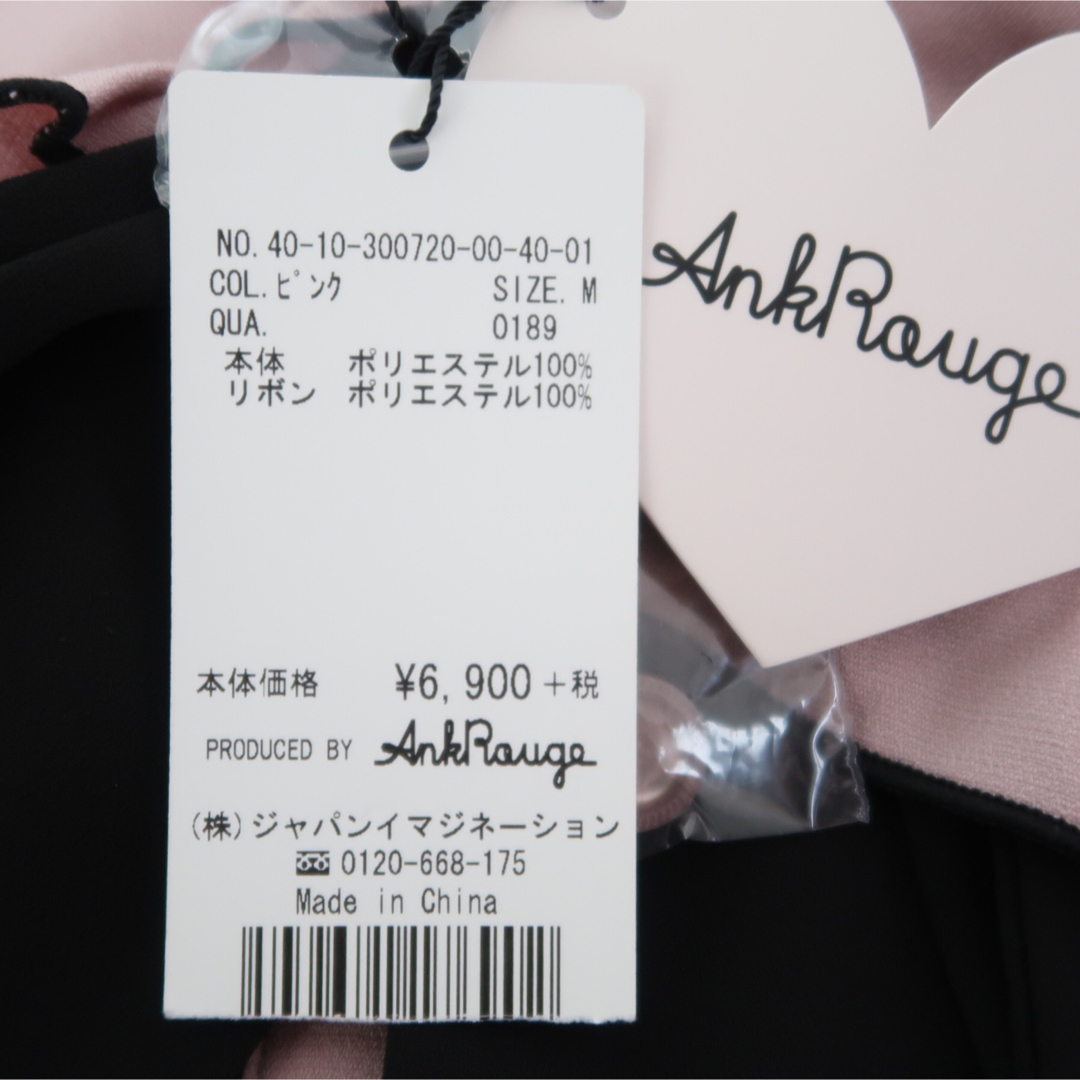 NO. 40-10-300720-00-40-01
COL. ピンク SIZE. M
QUA. 0189
本体 ポリエステル100%
リボン ポリエステル100%
本体価格 ¥6,900+税
PRODUCED BY AnkRouge
(株)ジャパンイマジネーション
0120-668-175
Made in China
AnkRouge